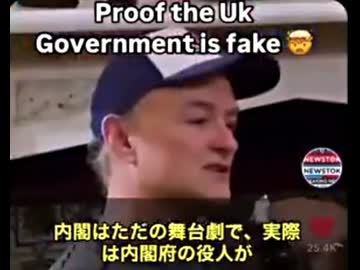 Proof the Uk
Government is fake 🤯
NEWSTOK
NEWSTOK
25.4K
内閣はただの舞台劇で、実際
は内閣府の役人が